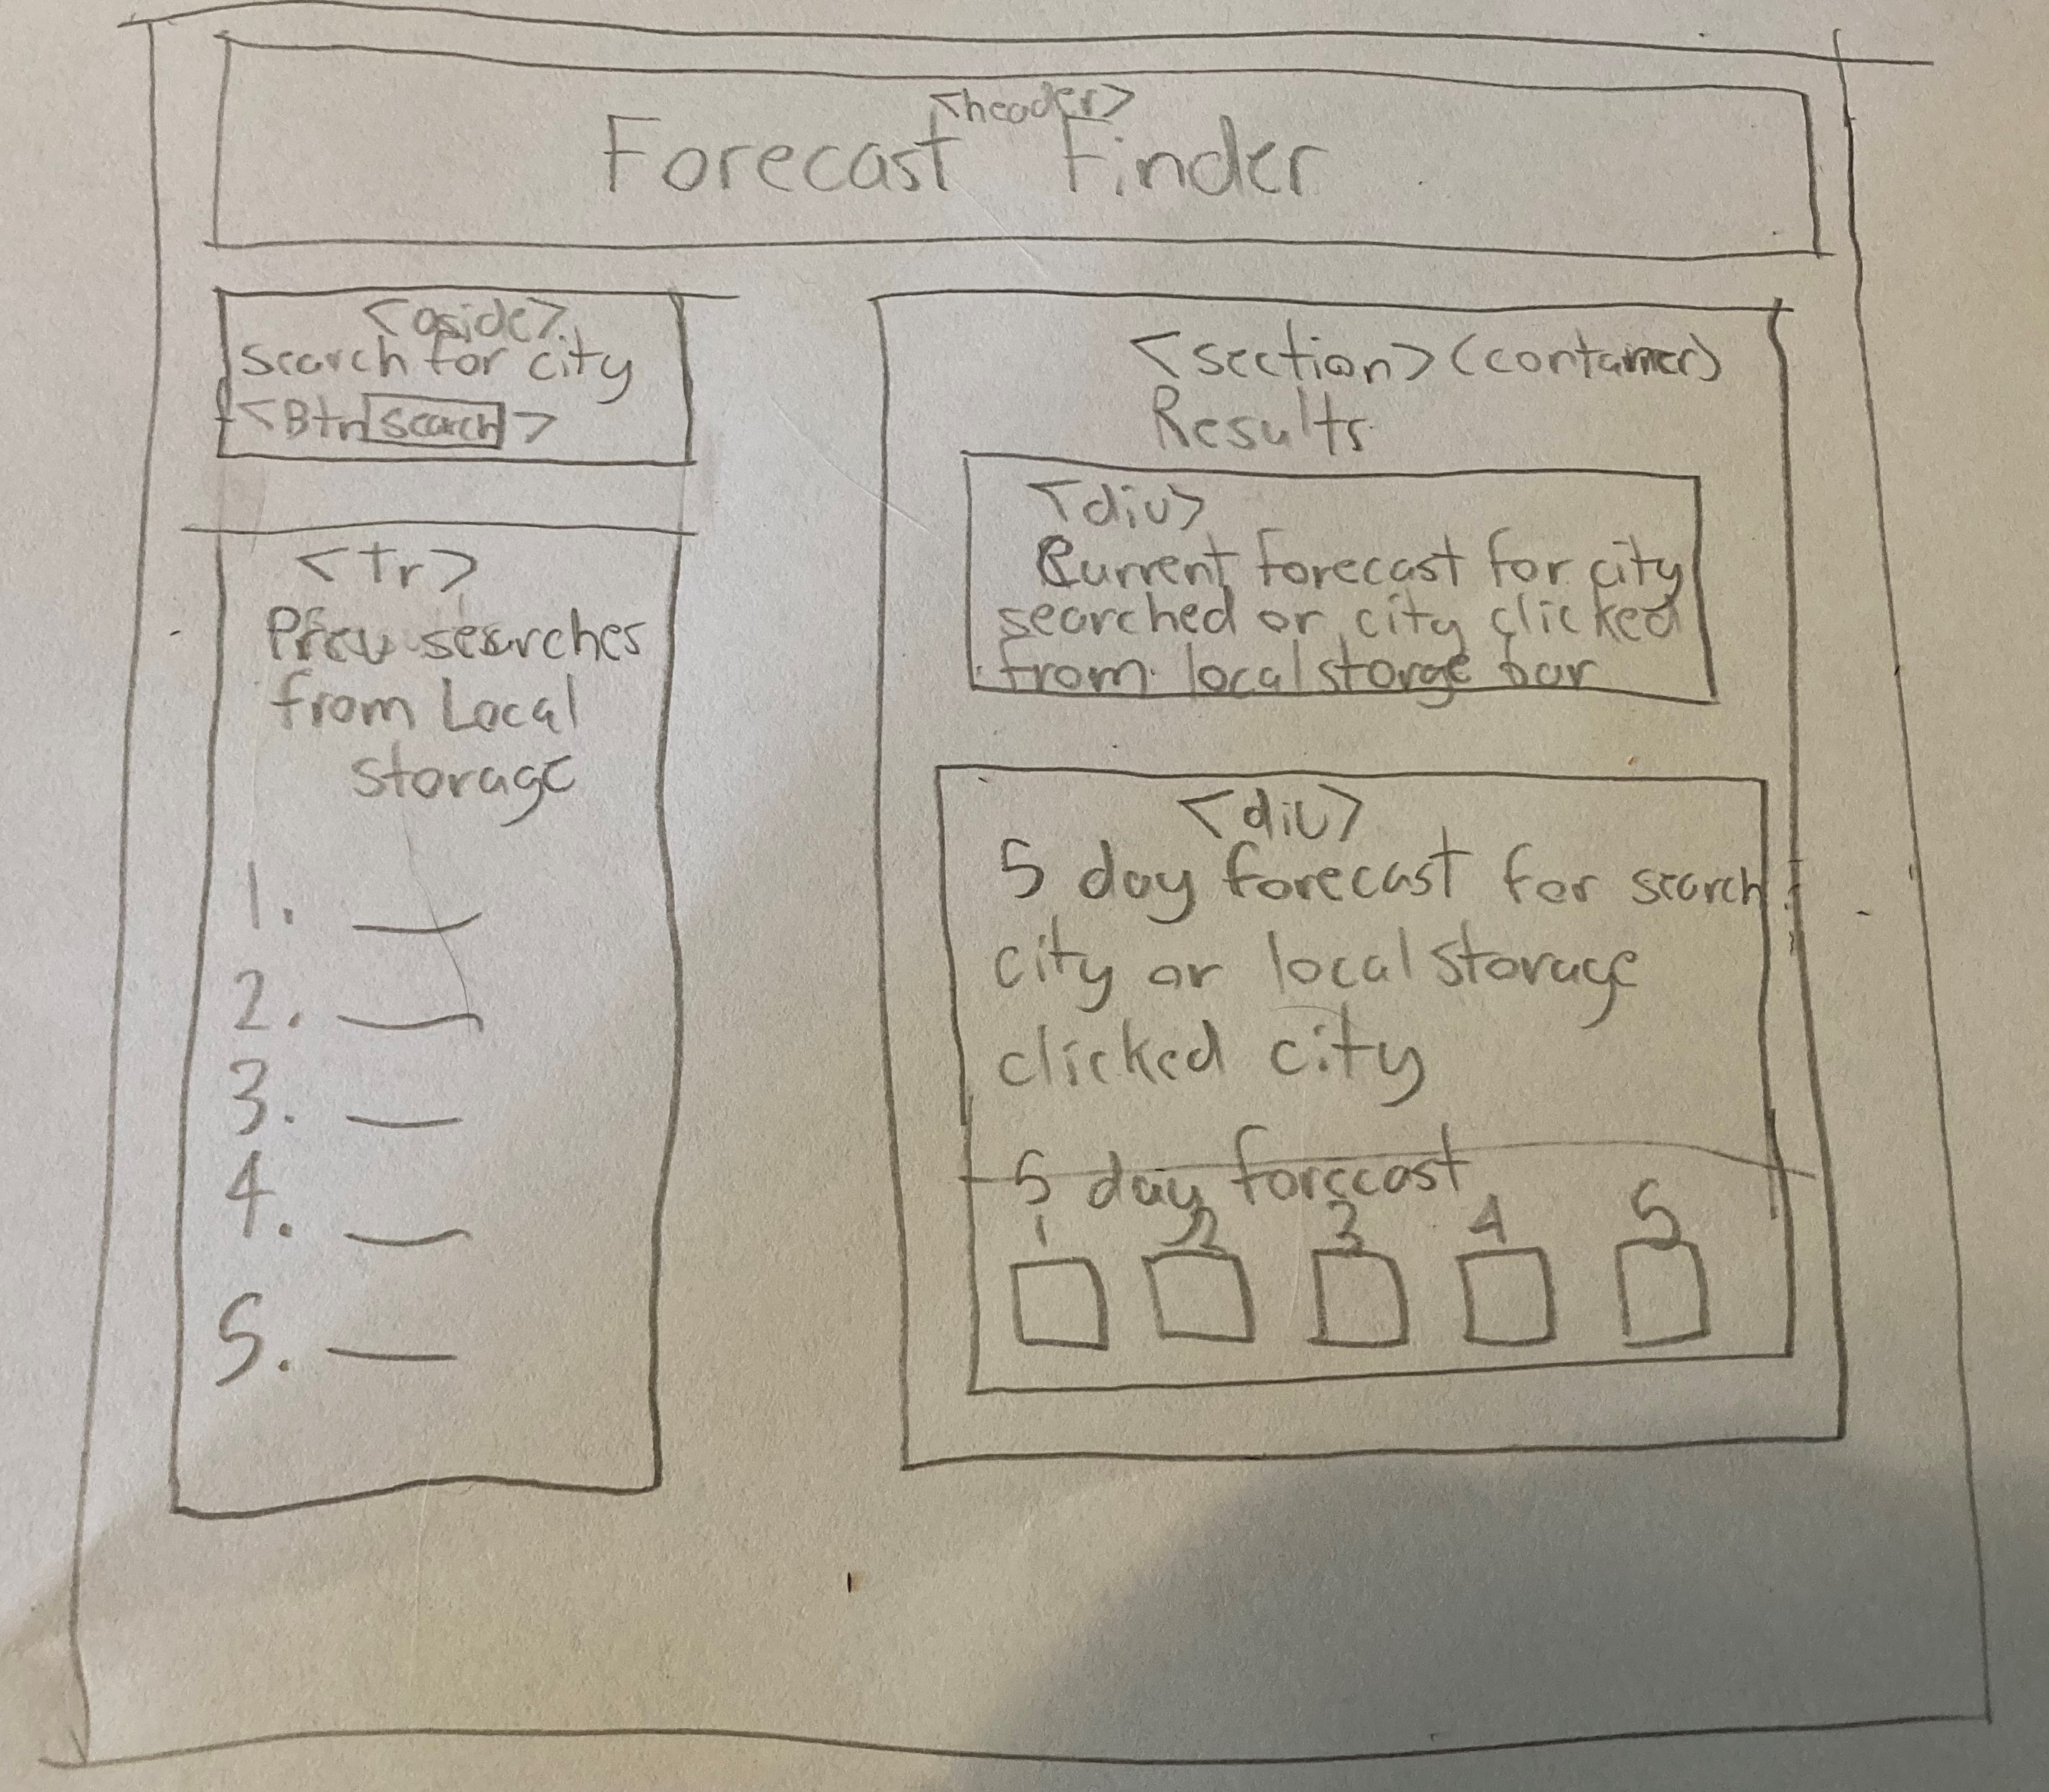 <header>
Forecast Finder
<aside>
search for city
<Btn search>
<Tr>
Prev searches
from Local
storage
1.
2.
3.
4.
5.
<section> (container)
Results
<div>
Current forecast for city
searched or city clicked
from local storge bar
<div>
5 day forecast for search
city or local storage
clicked city
5 day forecast
1 2 3 4 5